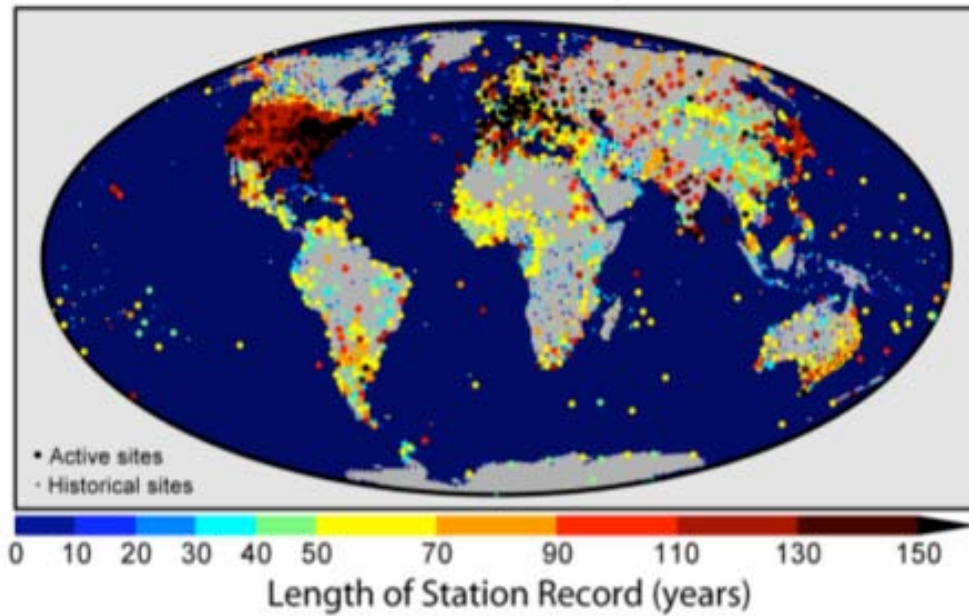 • Active sites
· Historical sites
0 10 20 30 40 50 70 90 110 130 150
Length of Station Record (years)